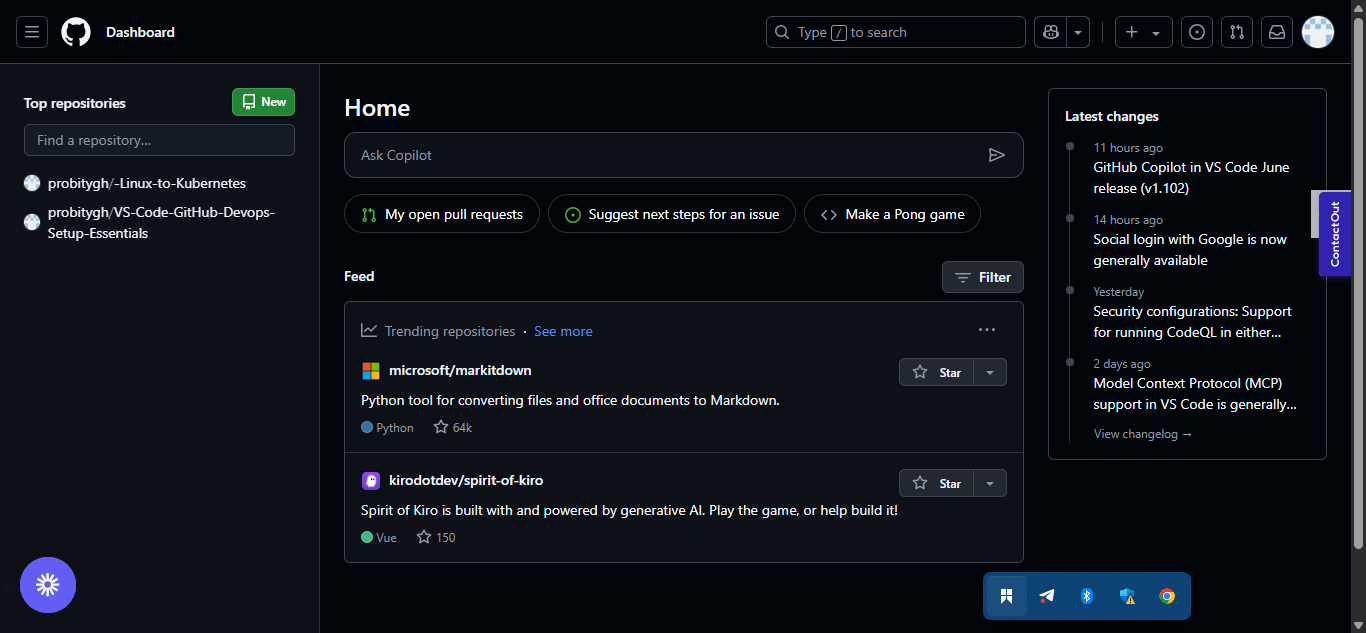 Dashboard
Type / to search
Top repositories
New
Find a repository...
probitygh/-Linux-to-Kubernetes
probitygh/VS-Code-GitHub-Devops-
Setup-Essentials
Home
Ask Copilot
My open pull requests
Suggest next steps for an issue
Make a Pong game
Feed
Filter
Trending repositories · See more
microsoft/markitdown
Star
Python tool for converting files and office documents to Markdown.
Python
64k
kirodotdev/spirit-of-kiro
Star
Spirit of Kiro is built with and powered by generative AI. Play the game, or help build it!
Vue
150
Latest changes
11 hours ago
GitHub Copilot in VS Code June
release (v1.102)
14 hours ago
Social login with Google is now
generally available
Yesterday
Security configurations: Support
for running CodeQL in either...
2 days ago
Model Context Protocol (MCP)
support in VS Code is generally...
View changelog →
ContactOut